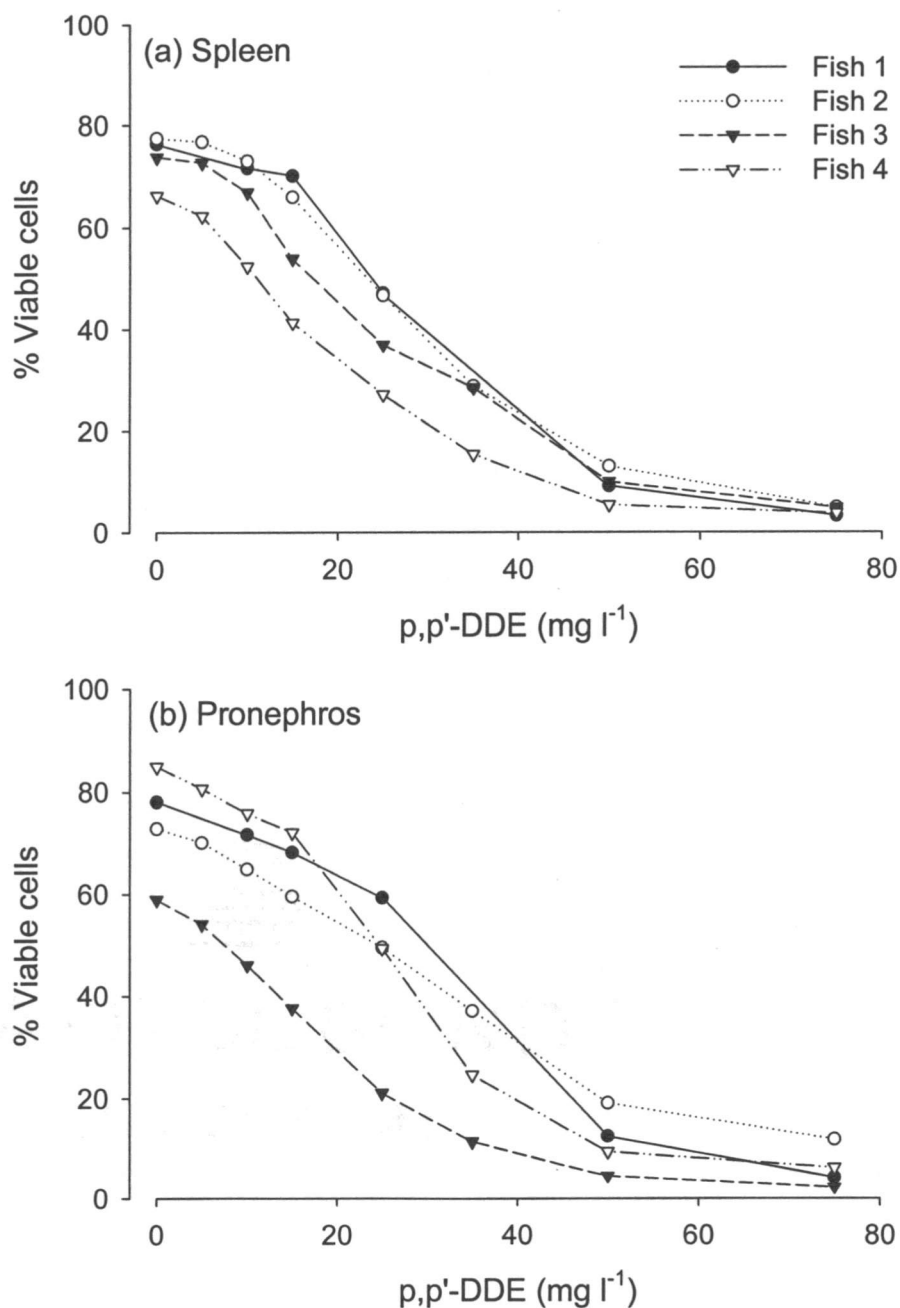 (a) Spleen
Fish 1
Fish 2
Fish 3
Fish 4
100
80
60
40
20
0
% Viable cells
0 20 40 60 80
p,p'-DDE (mg l⁻¹)
(b) Pronephros
100
80
60
40
20
0
% Viable cells
0 20 40 60 80
p,p'-DDE (mg l⁻¹)